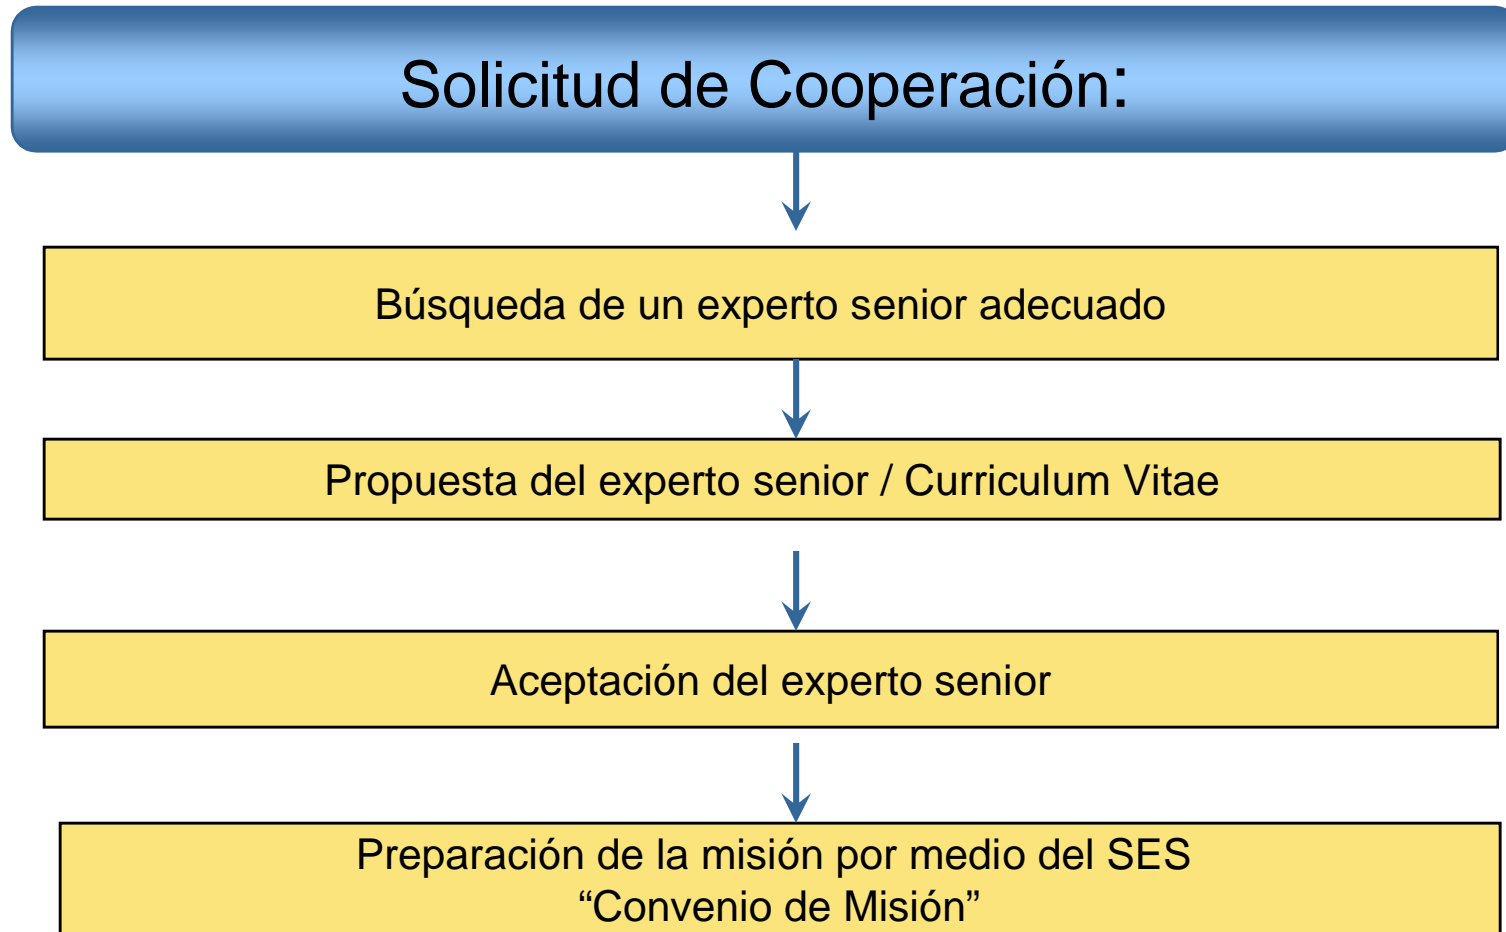 Solicitud de Cooperación:
Búsqueda de un experto senior adecuado
Propuesta del experto senior / Curriculum Vitae
Aceptación del experto senior
Preparación de la misión por medio del SES
“Convenio de Misión”